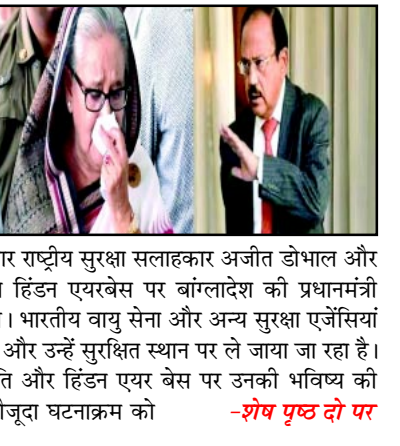 राष्ट्रीय सुरक्षा सलाहकार अजीत डोभाल और
हिंडन एयरबेस पर बांग्लादेश की प्रधानमंत्री
। भारतीय वायु सेना और अन्य सुरक्षा एजेंसियां
और उन्हें सुरक्षित स्थान पर ले जाया जा रहा है।
और हिंडन एयर बेस पर उनकी भविष्य की
घटनाक्रम को -शेष पृष्ठ दो पर